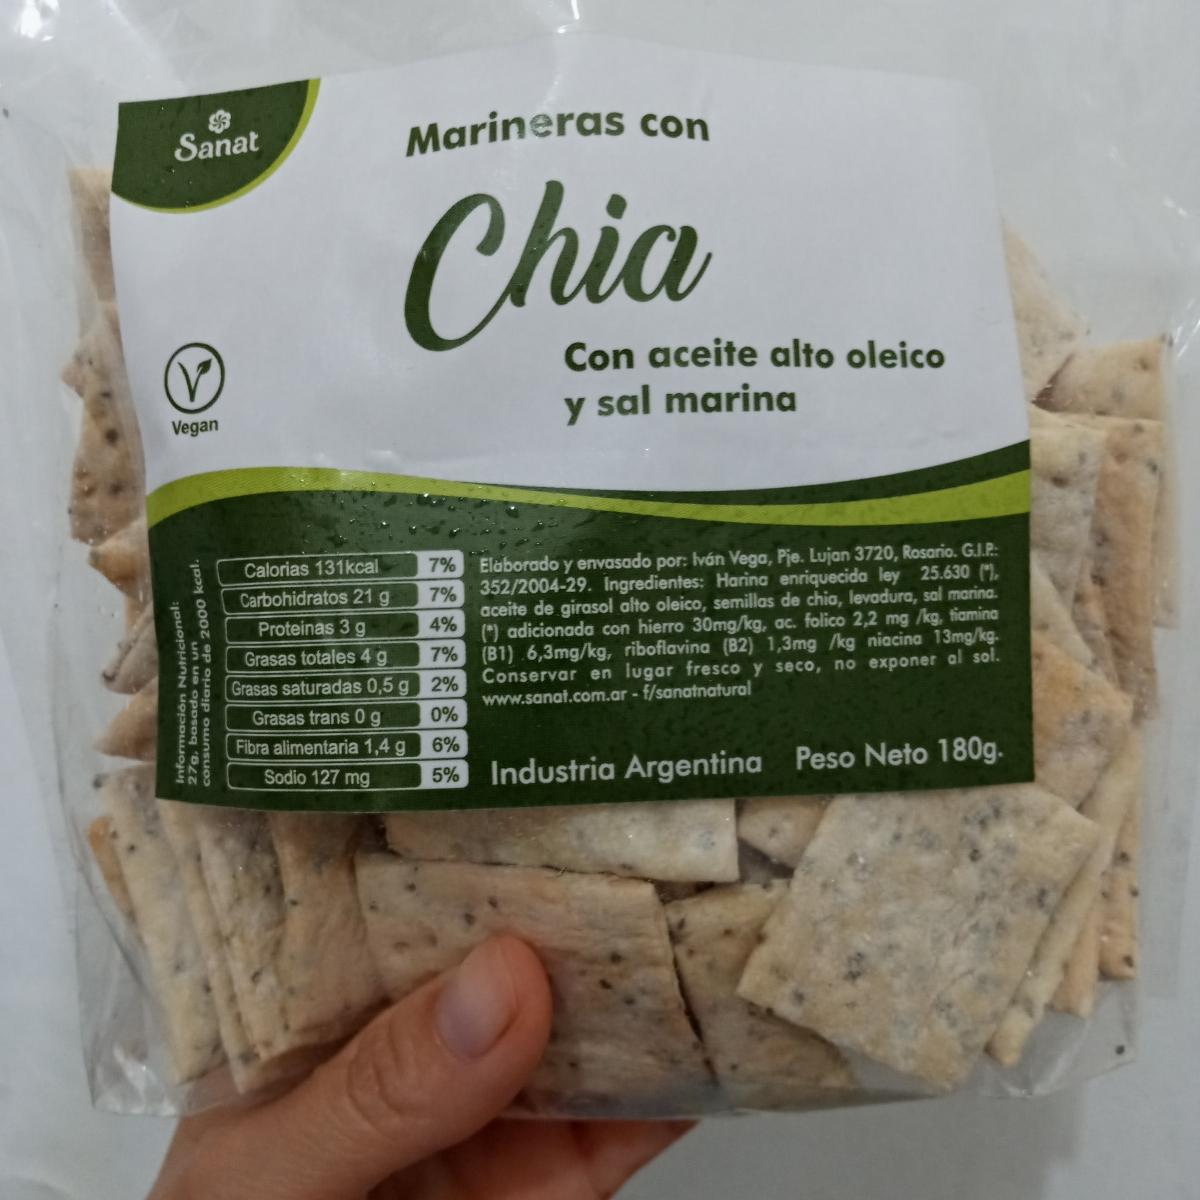 Sanat
Marineras con
Chia
Con aceite alto oleico
y sal marina
Vegan
Información Nutricional:
27g. basado en un
consumo diario de 2000 kcal.
Calorias 131kcal 7%
Carbohidratos 21 g 7%
Proteinas 3 g 4%
Grasas totales 4 g 7%
Grasas saturadas 0,5 g 2%
Grasas trans 0 g 0%
Fibra alimentaria 1,4 g 6%
Sodio 127 mg 5%
Elaborado y envasado por: Iván Vega, Pje. Lujan 3720, Rosario. G.I.P.:
352/2004-29. Ingredientes: Harina enriquecida ley 25.630 (*),
aceite de girasol alto oleico, semillas de chia, levadura, sal marina.
(*) adicionada con hierro 30mg/kg, ac. folico 2,2 mg /kg, tiamina
(B1) 6,3mg/kg, riboflavina (B2) 1,3mg /kg niacina 13mg/kg.
Conservar en lugar fresco y seco, no exponer al sol.
www.sanat.com.ar - f/sanatnatural
Industria Argentina Peso Neto 180g.